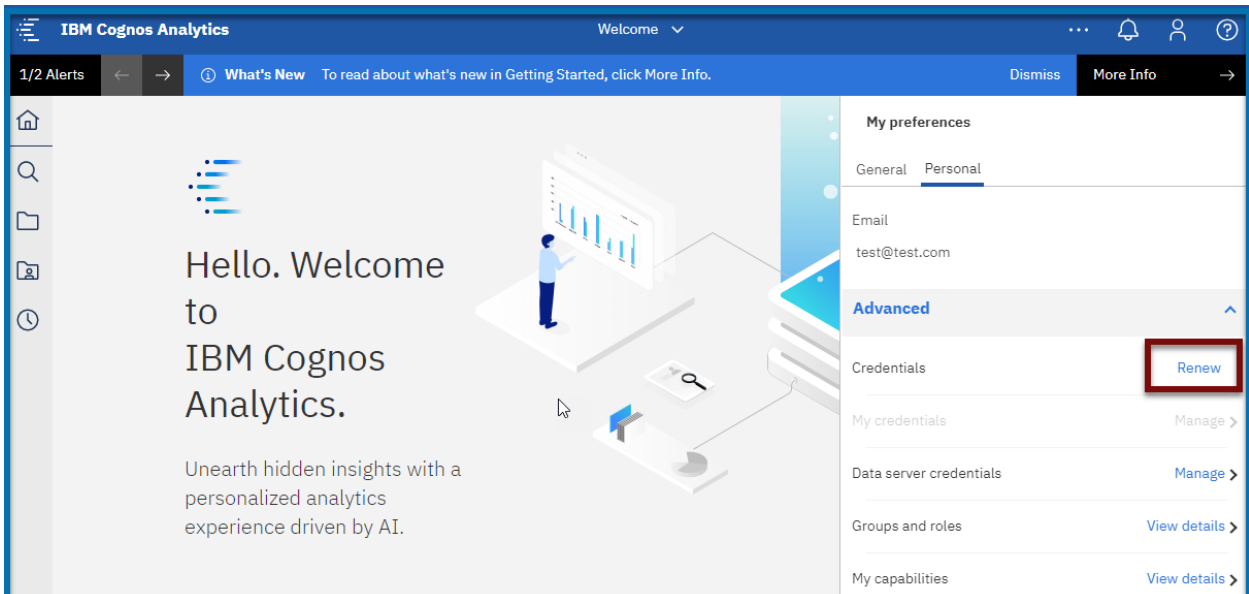 IBM Cognos Analytics
Welcome
1/2 Alerts
What's New To read about what's new in Getting Started, click More Info.
Dismiss
More Info
Hello. Welcome
to
IBM Cognos
Analytics.
Unearth hidden insights with a
personalized analytics
experience driven by AI.
My preferences
General Personal
Email
test@test.com
Advanced
Credentials Renew
My credentials Manage
Data server credentials Manage
Groups and roles View details
My capabilities View details